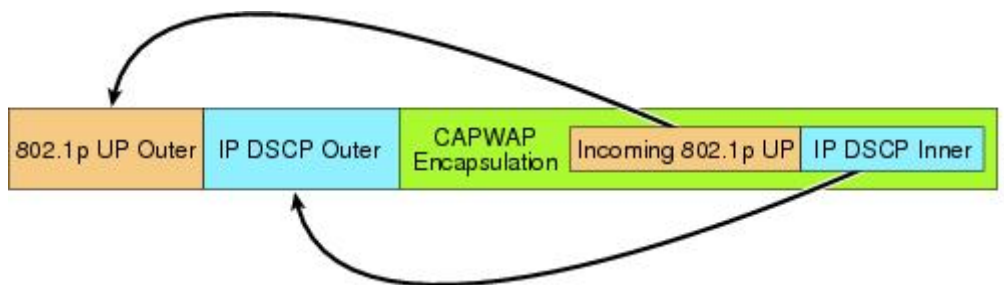 802.1p UP Outer
IP DSCP Outer
CAPWAP
Encapsulation
Incoming 802.1p UP
IP DSCP Inner